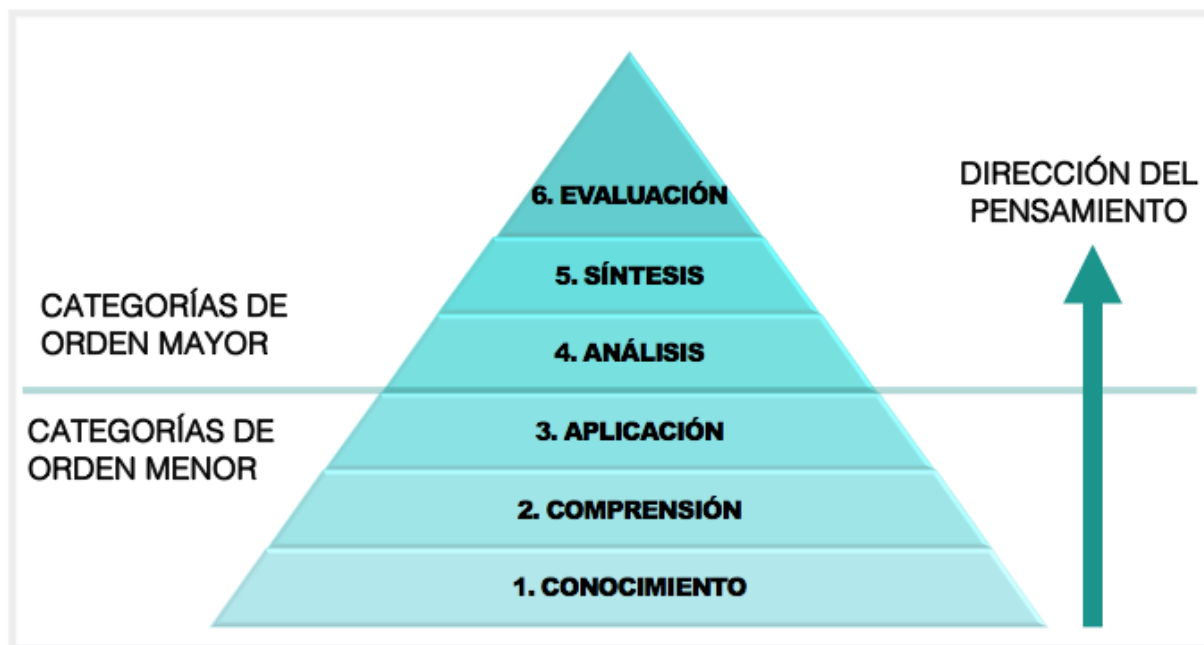 DIRECCIÓN DEL
PENSAMIENTO
6. EVALUACIÓN
5. SÍNTESIS
CATEGORÍAS DE
ORDEN MAYOR
4. ANÁLISIS
CATEGORÍAS DE
ORDEN MENOR
3. APLICACIÓN
2. COMPRENSIÓN
1. CONOCIMIENTO